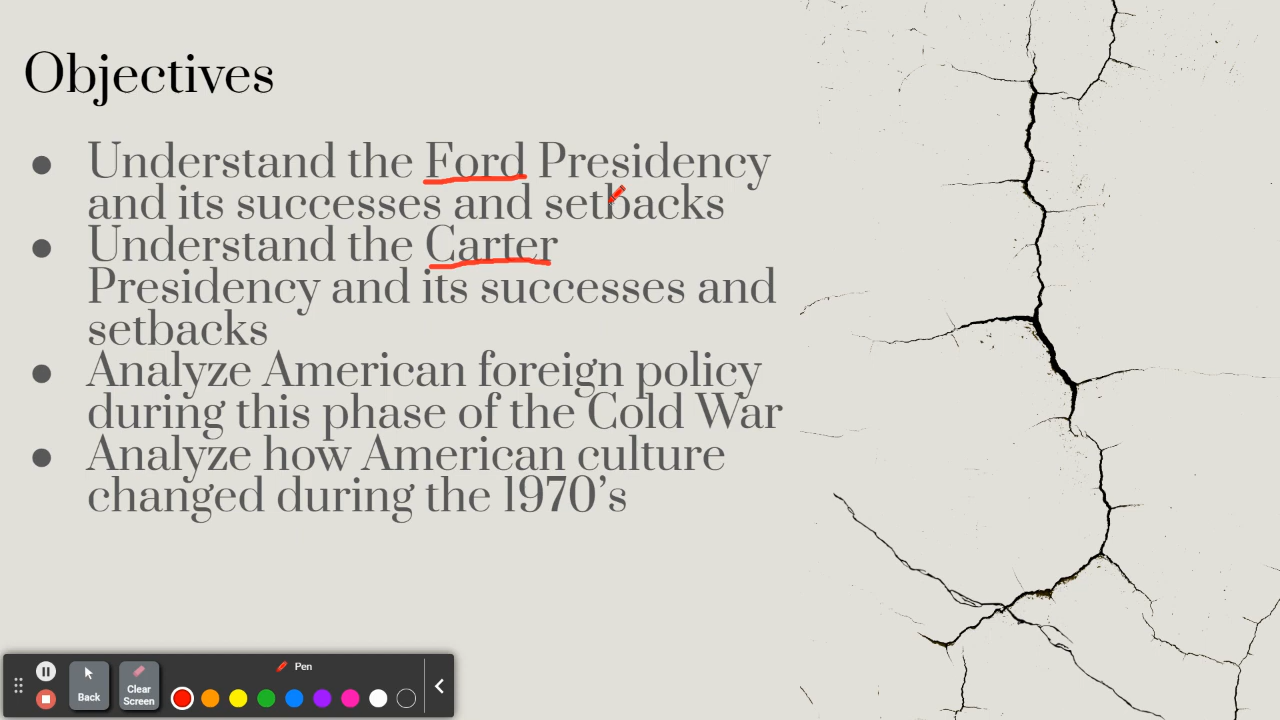 Objectives
● Understand the Ford Presidency
and its successes and setbacks
● Understand the Carter
Presidency and its successes and
setbacks
● Analyze American foreign policy
during this phase of the Cold War
● Analyze how American culture
changed during the 1970’s
Pen
Back
Clear
Screen